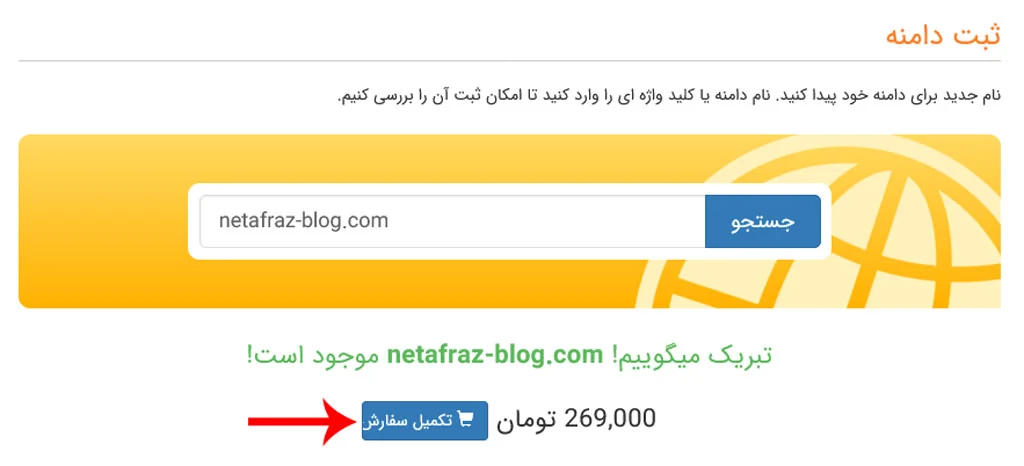 ثبت دامنه
نام جدید برای دامنه خود پیدا کنید. نام دامنه یا کلید واژه ای را وارد کنید تا امکان ثبت آن را بررسی کنیم.
جستجو
netafraz-blog.com
تبریک میگوییم! netafraz-blog.com موجود است!
269,000 تومان تکمیل سفارش